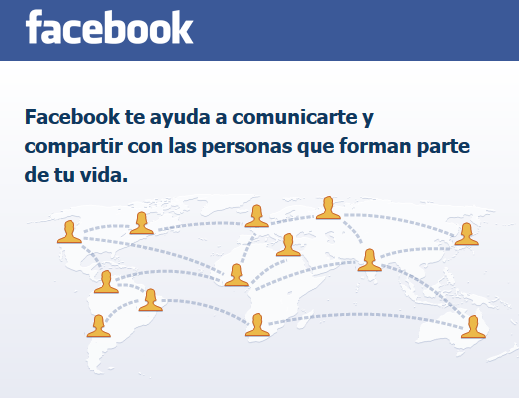 facebook
Facebook te ayuda a comunicarte y
compartir con las personas que forman parte
de tu vida.